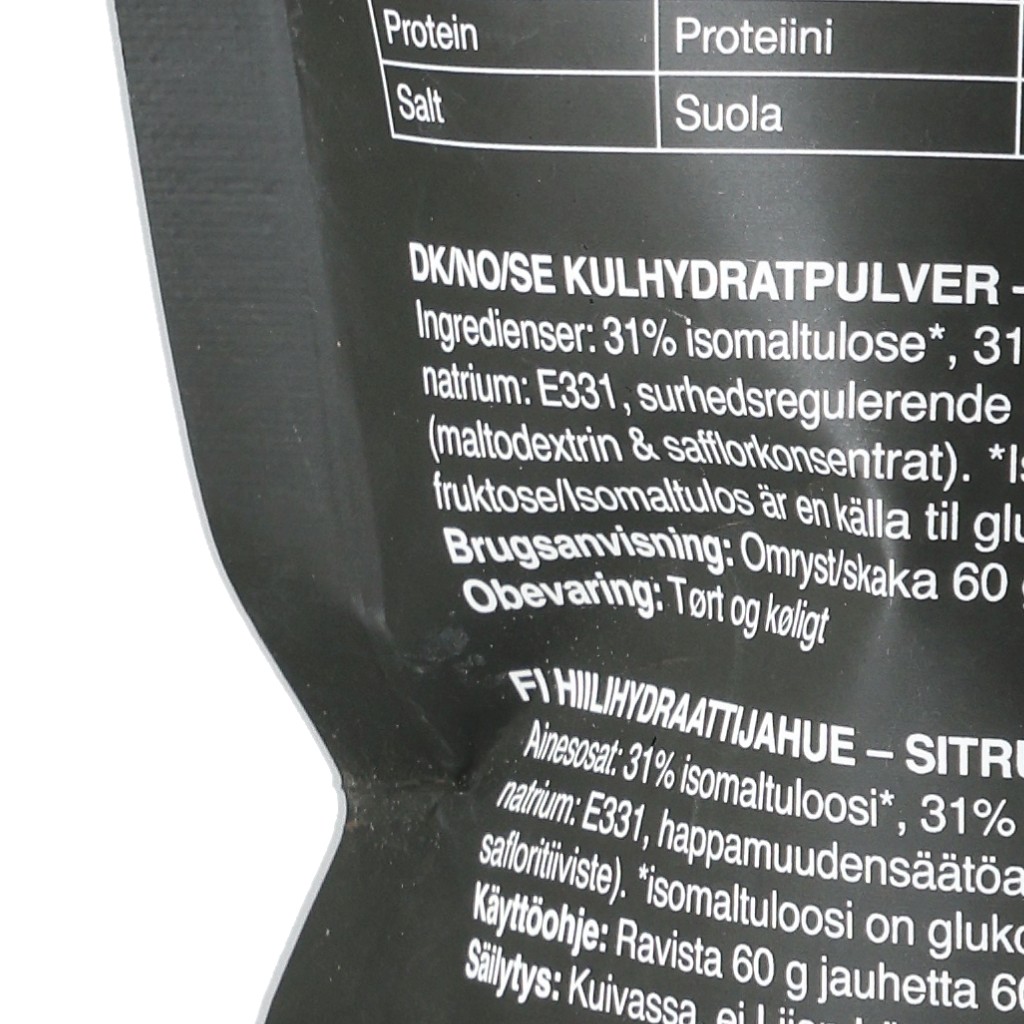 Protein Proteiini
Salt Suola
DK/NO/SE KULHYDRATPULVER –
Ingredienser: 31% isomaltulose*, 31
natrium: E331, surhedsregulerende
(maltodextrin & safflorkonsentrat). *Is
fruktose/Isomaltulos är en källa til glu
Brugsanvisning: Omryst/skaka 60
Obevaring: Tørt og køligt
FI HIILIHYDRAATTIJAHUE – SITRU
Ainesosat: 31% isomaltuloosi*, 31%
natrium: E331, happamuudensäätöa
safloritiiviste). *isomaltuloosi on gluko
Käyttöohje: Ravista 60 g jauhetta 60
Säilytys: Kuivassa, ei